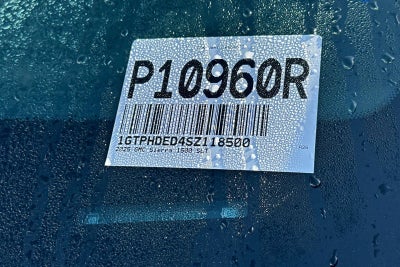 P10960R
1GTPHDED4SZ118500
2025 GMC Sierra 1500 SLT